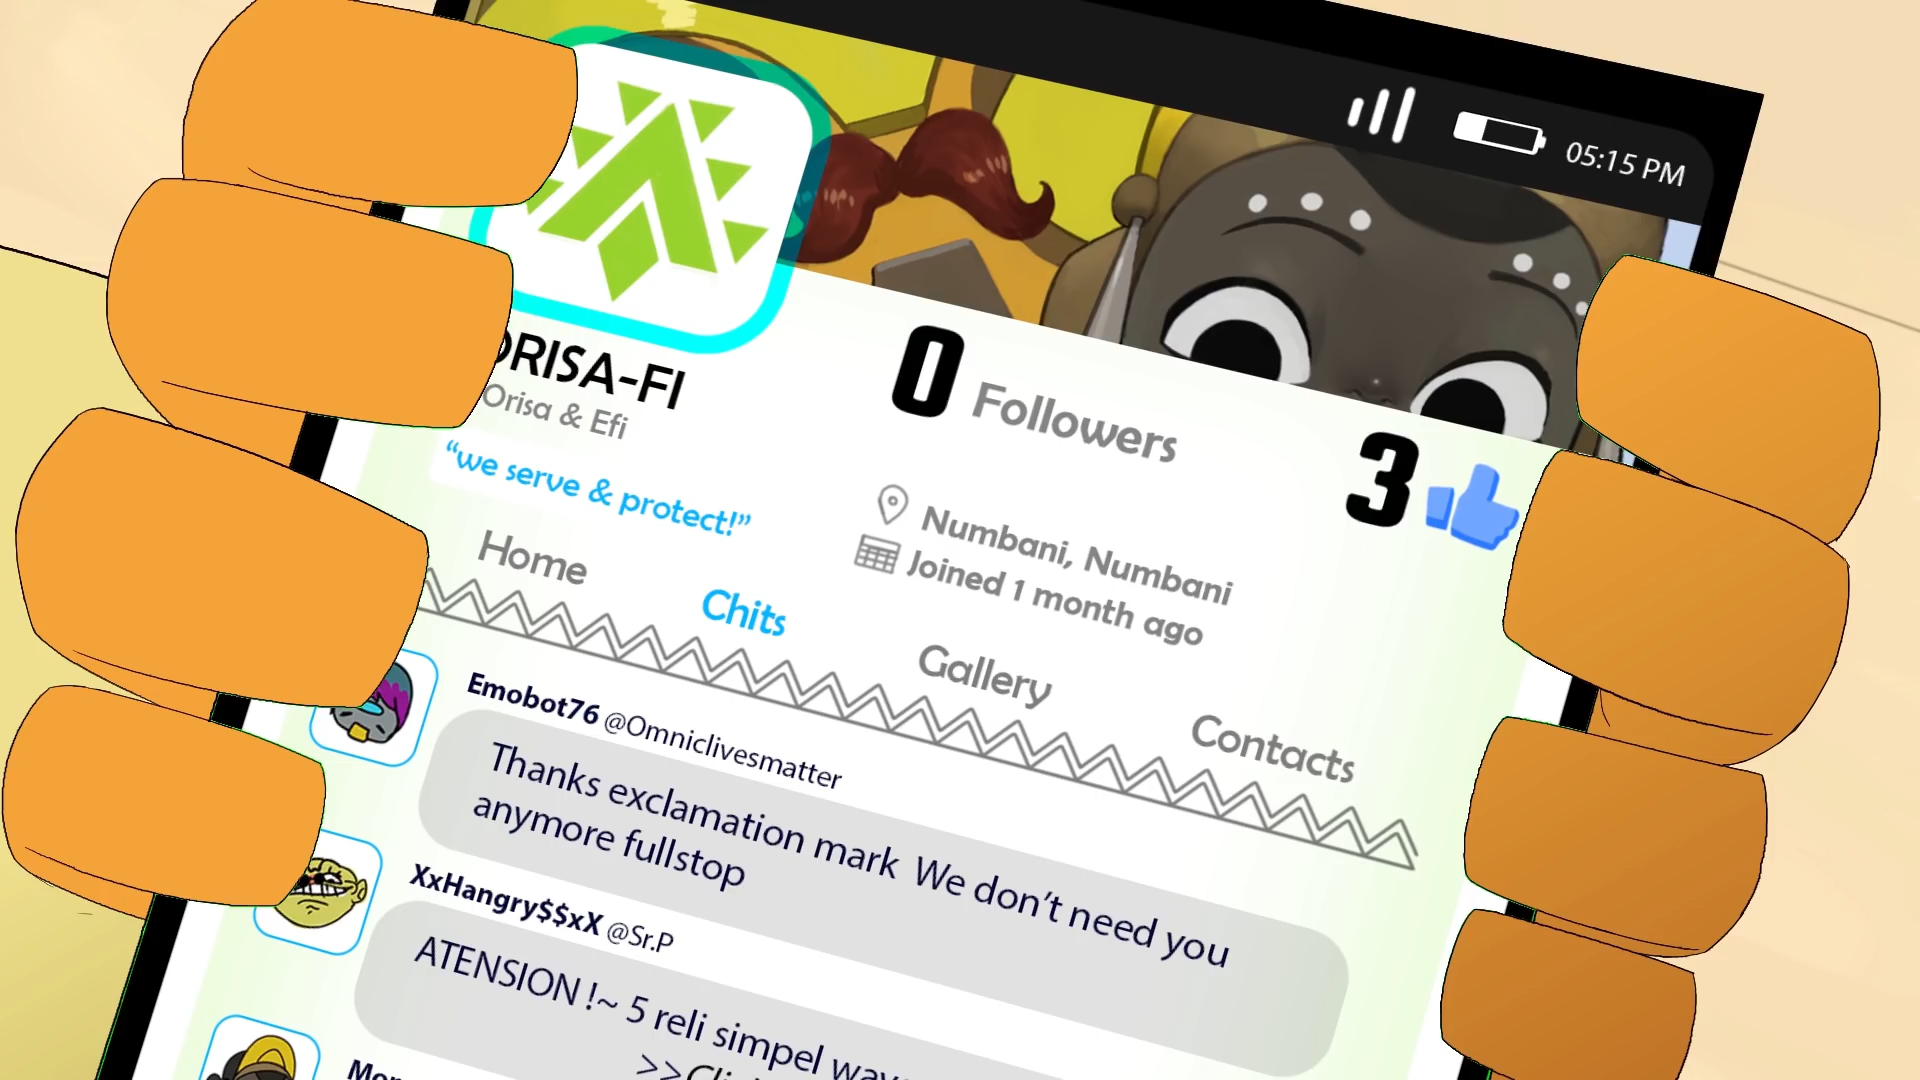 05:15 PM
ORISA-FI
Orisa & Efi
“we serve & protect!”
0 Followers
3
Numbani, Numbani
Joined 1 month ago
Home
Chits
Gallery
Contacts
Emobot76 @Omniclivesmatter
Thanks exclamation mark We don’t need you
anymore fullstop
XxHangry$$xX @Sr.P
ATENSION !~ 5 reli simpel